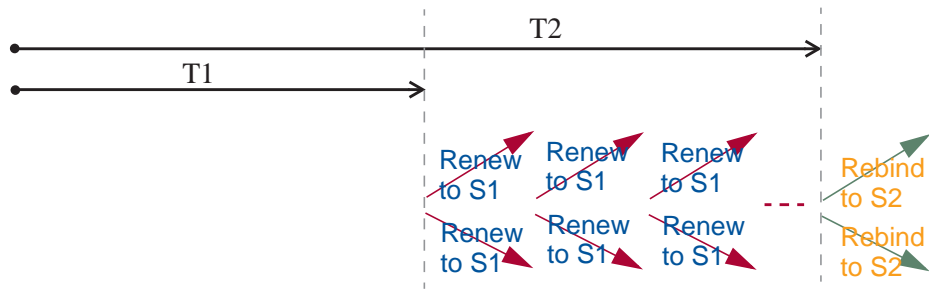 T2
T1
Renew
to S1
Renew
to S1
Renew
to S1
Rebind
to S2
Renew
to S1
Renew
to S1
Renew
to S1
Rebind
to S2